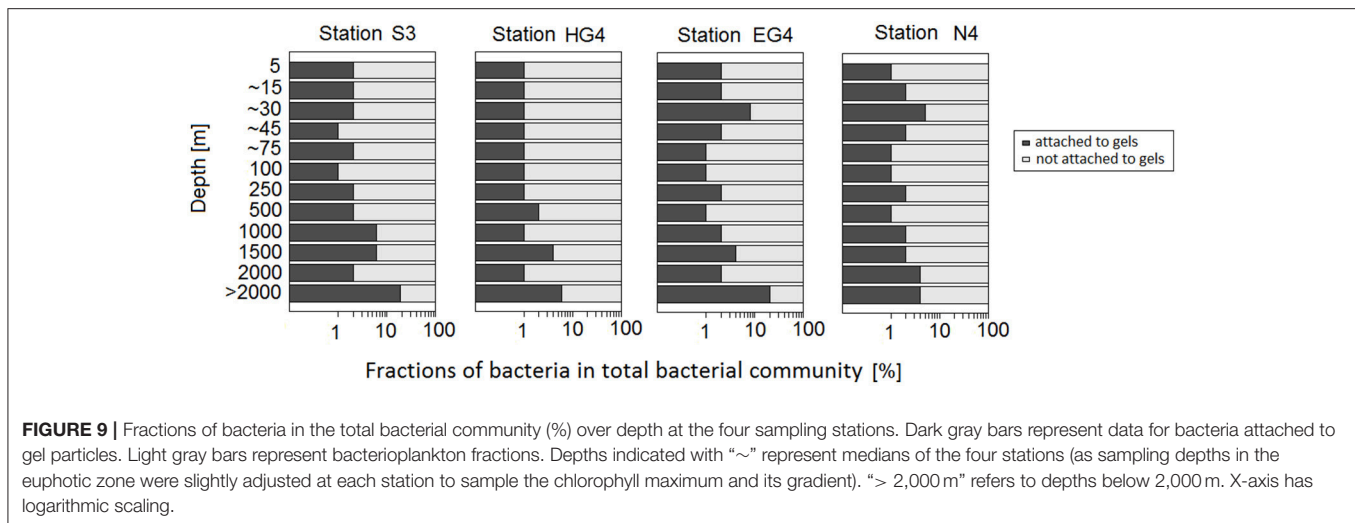 Station S3 Station HG4 Station EG4 Station N4
Depth [m]
5
~15
~30
~45
~75
100
250
500
1000
1500
2000
>2000
attached to gels
not attached to gels
1 10 100 1 10 100 1 10 100 1 10 100
Fractions of bacteria in total bacterial community [%]
FIGURE 9 | Fractions of bacteria in the total bacterial community (%) over depth at the four sampling stations. Dark gray bars represent data for bacteria attached to
gel particles. Light gray bars represent bacterioplankton fractions. Depths indicated with “~” represent medians of the four stations (as sampling depths in the
euphotic zone were slightly adjusted at each station to sample the chlorophyll maximum and its gradient). “> 2,000 m” refers to depths below 2,000 m. X-axis has
logarithmic scaling.